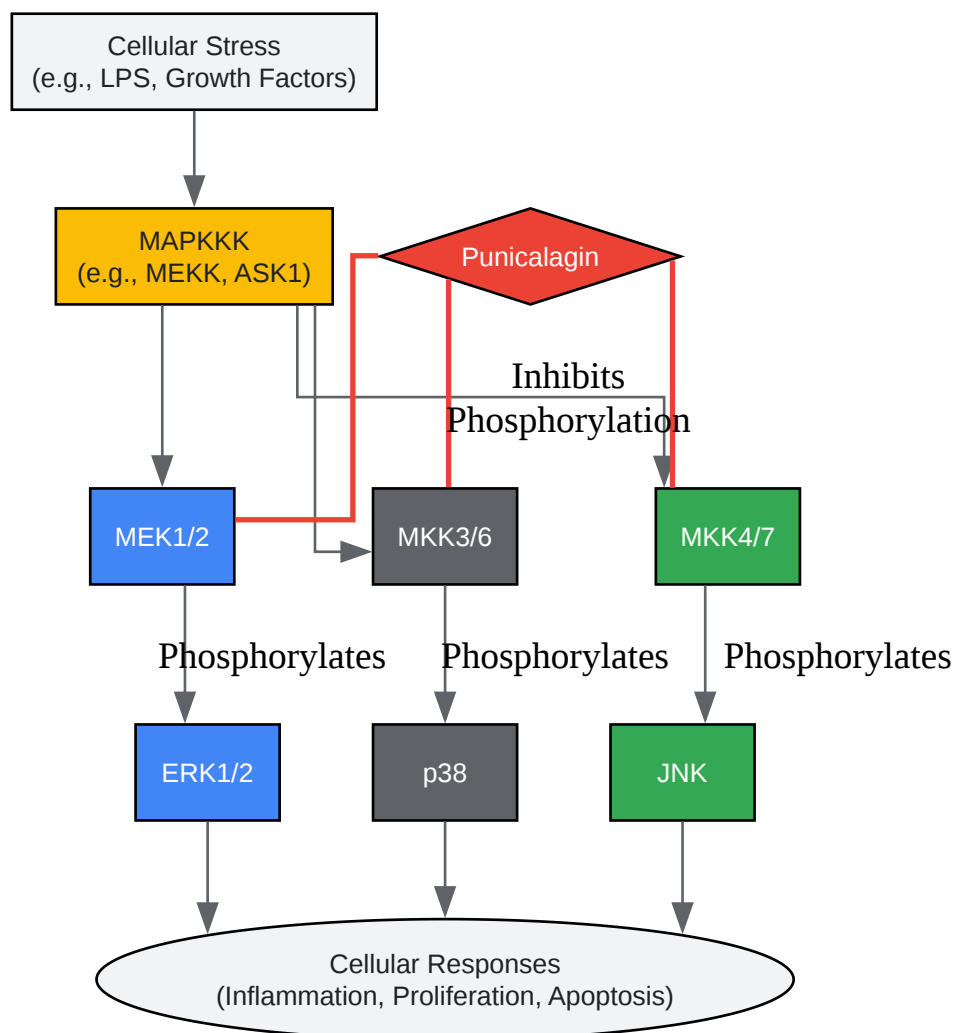 Cellular Stress
(e.g., LPS, Growth Factors)
MAPKKK
(e.g., MEKK, ASK1)
Punicalagin
Inhibits
Phosphorylation
MEK1/2
MKK3/6
MKK4/7
Phosphorylates
Phosphorylates
Phosphorylates
ERK1/2
p38
JNK
Cellular Responses
(Inflammation, Proliferation, Apoptosis)